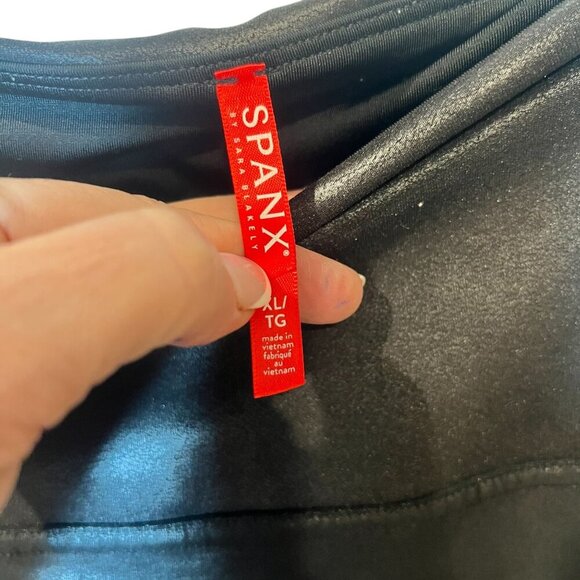 SPANX®
BY SARA BLAKELY
XL/
TG
made in
vietnam
fabriqué
au
vietnam